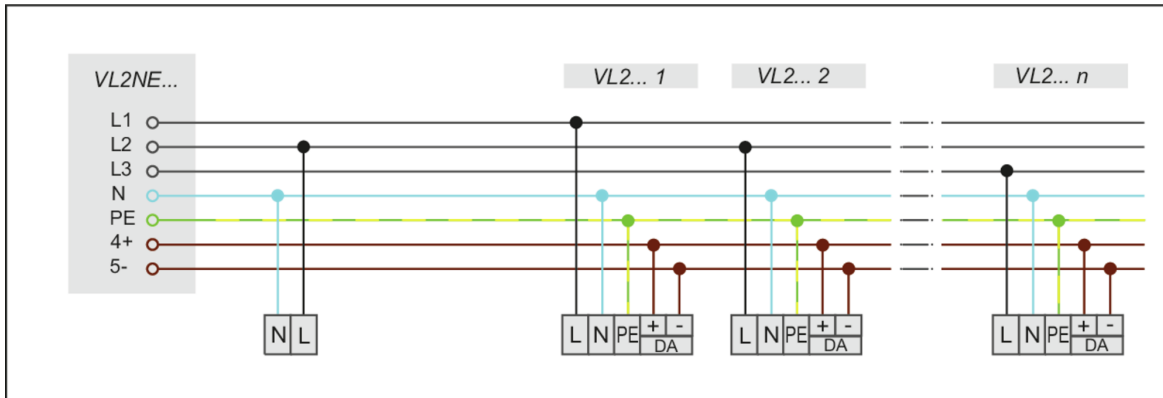 VL2NE... VL2... 1 VL2... 2 VL2... n
L1
L2
L3
N
PE
4+
5-
N L L N PE + - L N PE + - L N PE + -
DA DA DA